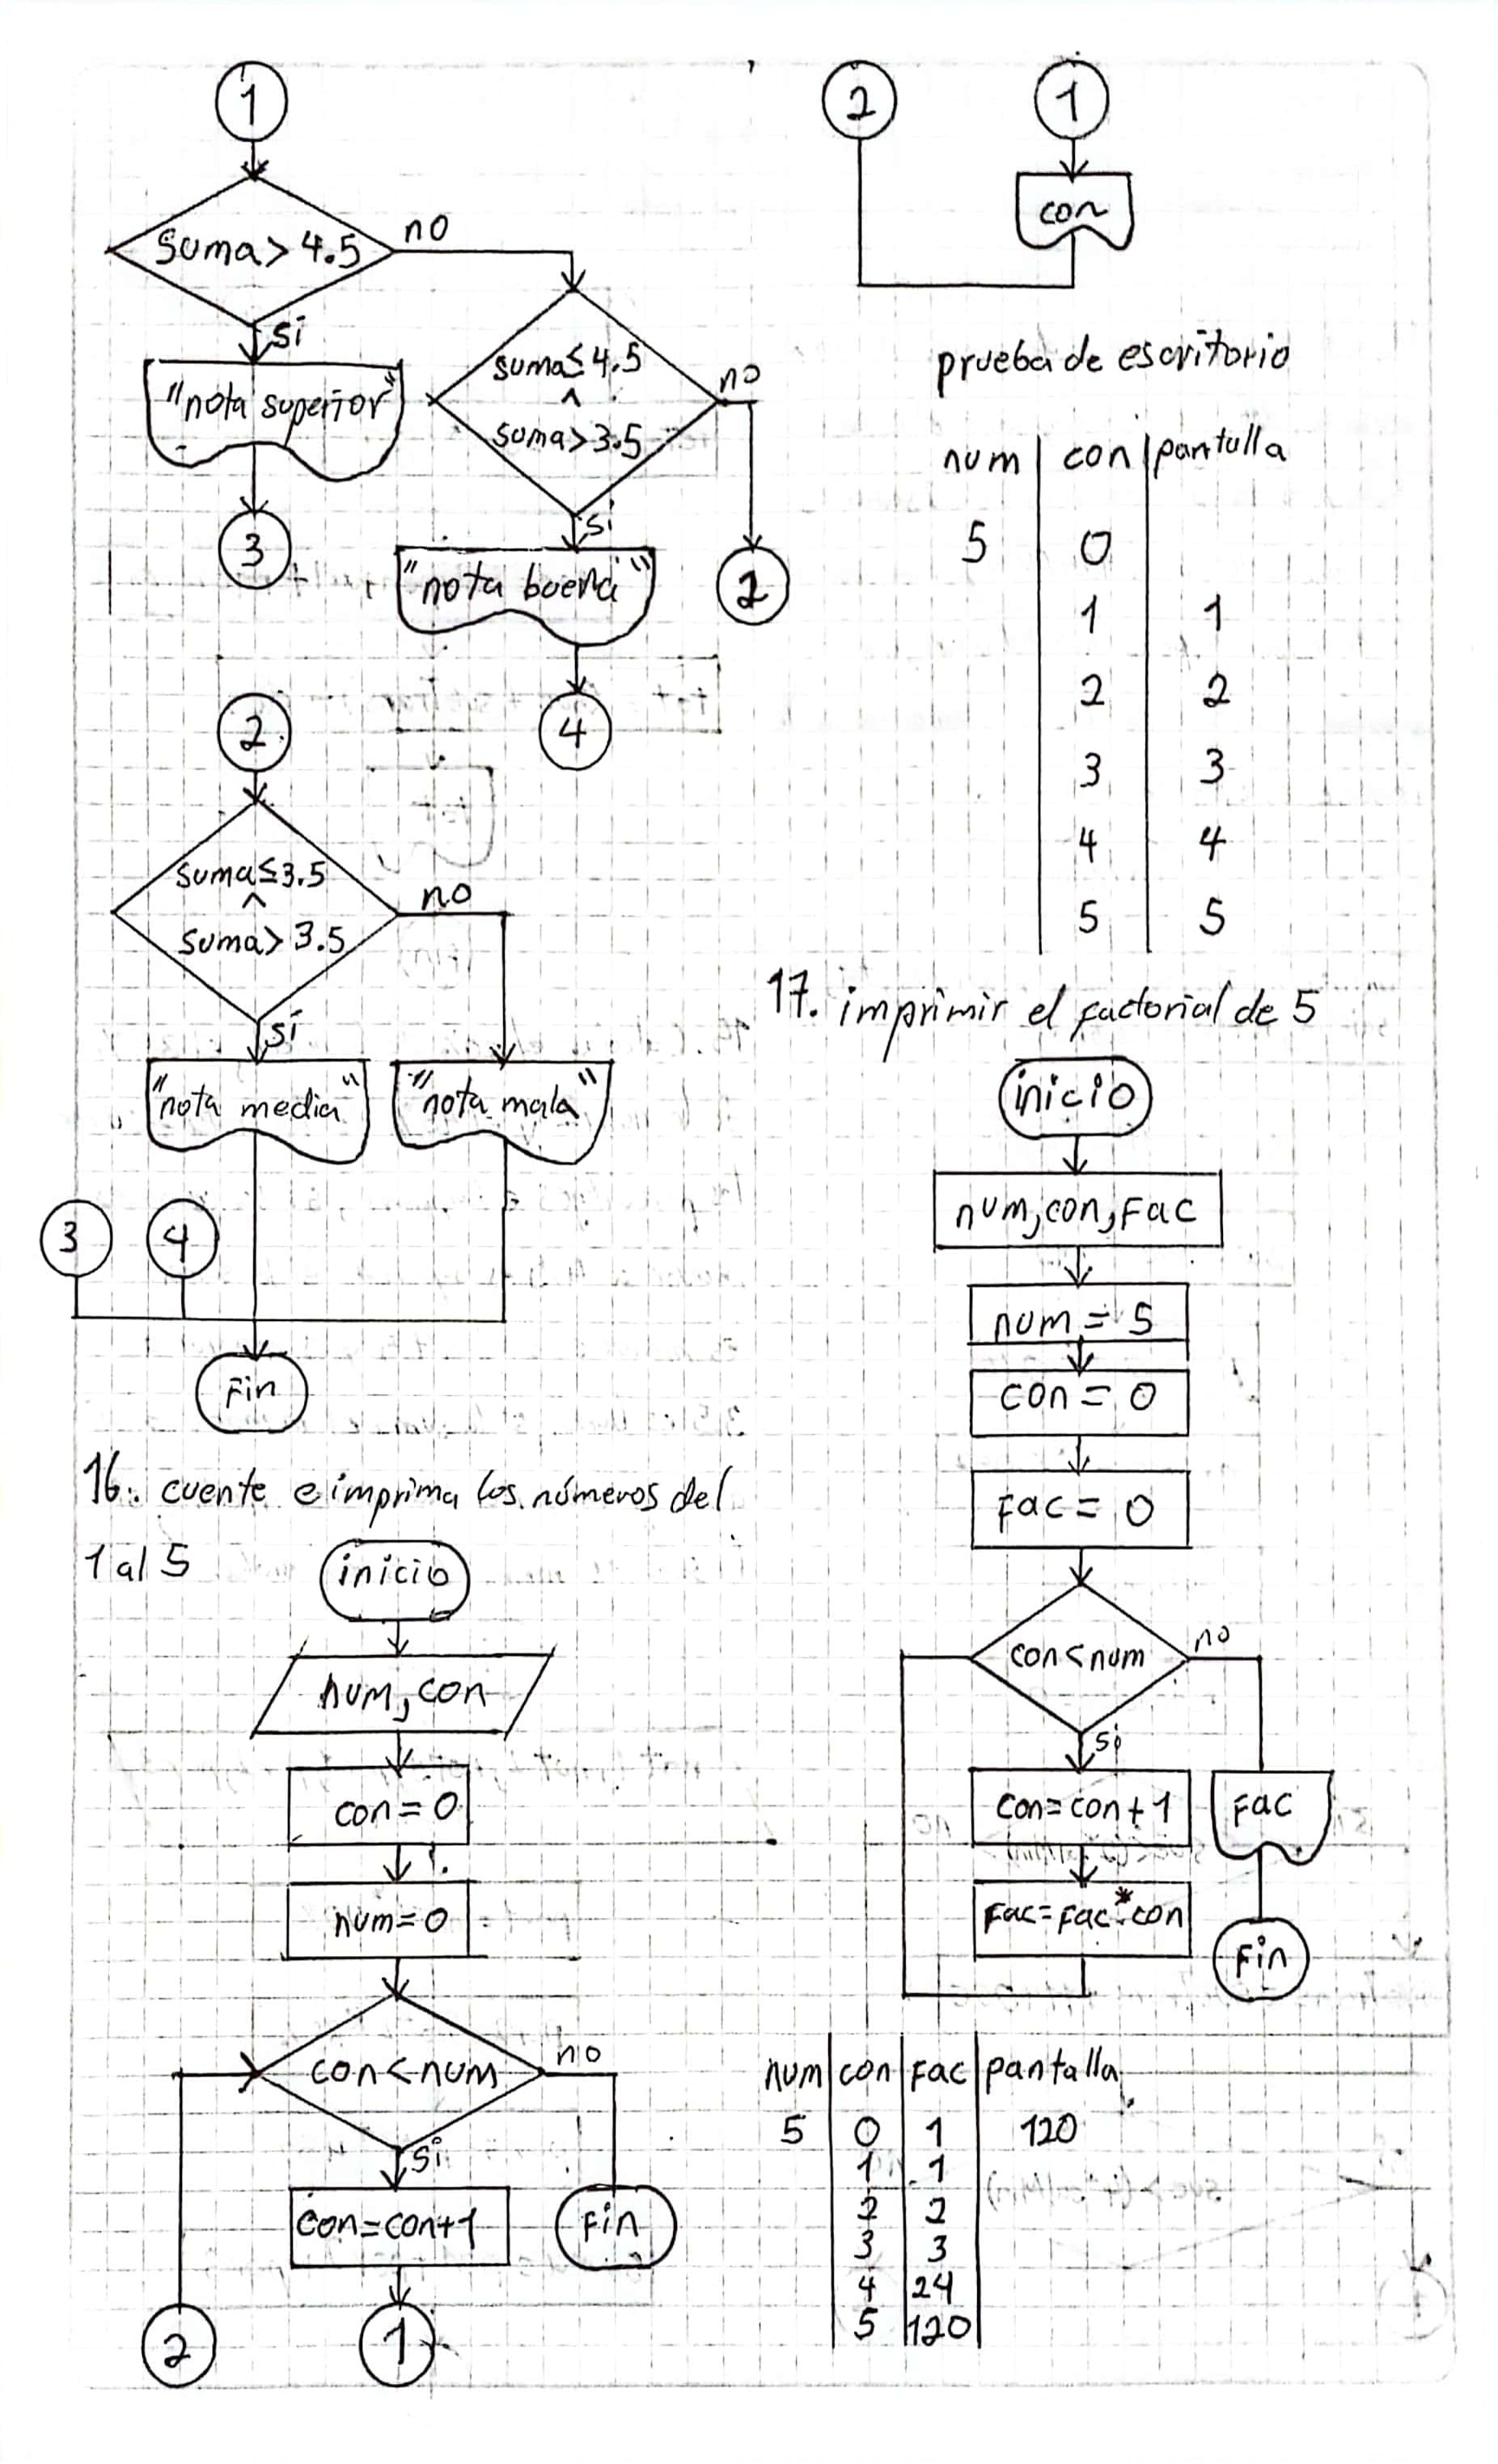 1
suma> 4.5
no
si
"nota superior"
3
suma≤4.5
^
suma>3.5
no
si
"nota buena"
2
4
2
suma≤3.5
^
suma> 3.5
no
si
"nota media"
"nota mala"
3
4
Fin
16. cuente e imprima los números del
1 al 5
inicio
num, con
con=0
num=0
con<num
no
si
con=con+1
Fin
2
1
2
1
con
prueba de escritorio
num con pantulla
5 0
1 1
2 2
3 3
4 4
5 5
17. imprimir el factorial de 5
inicio
num, con, Fac
num = 5
con = 0
Fac = 0
con<num
no
si
con=con+1
Fac
Fac=Fac*con
Fin
num con Fac pantalla
5 0 1 120
1 1
2 2
3 3
4 24
5 120